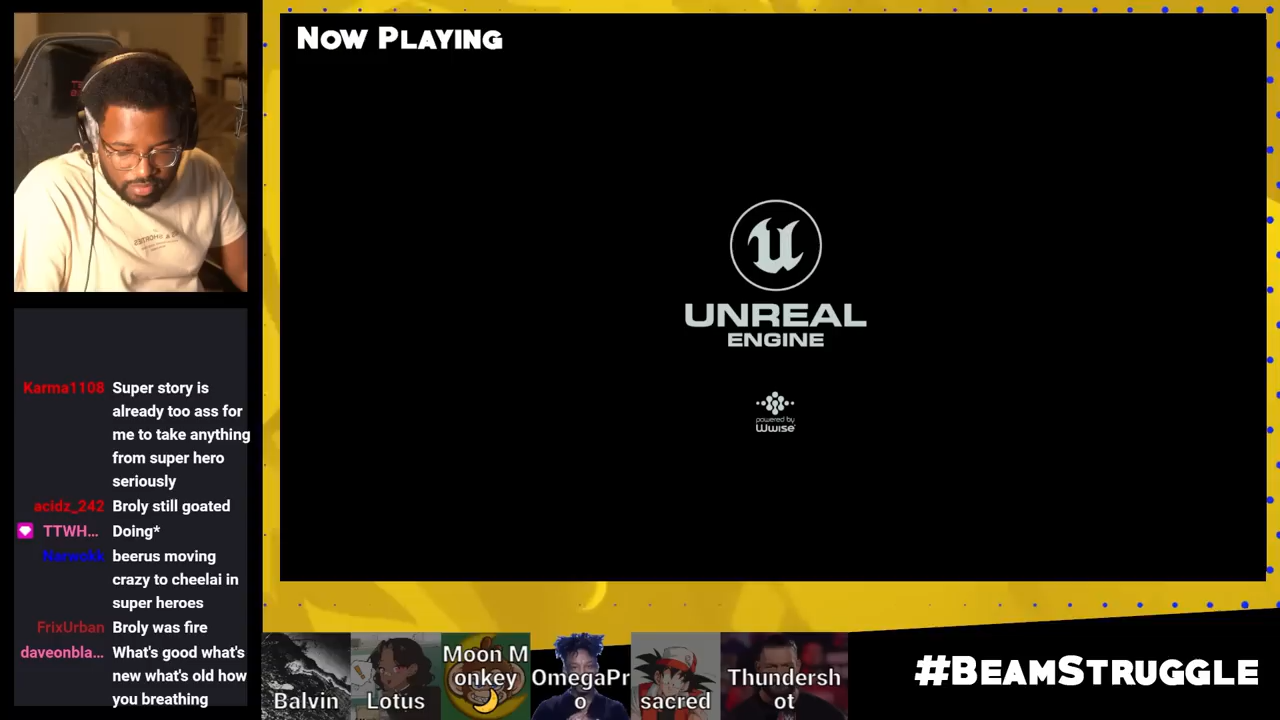 NOW PLAYING
UNREAL
ENGINE
powered by
Wwise
Karma1108 Super story is
already too ass for
me to take anything
from super hero
seriously
acidz_242 Broly still goated
TTWH... Doing*
Narwokk beerus moving
crazy to cheelai in
super heroes
FrixUrban Broly was fire
daveonbla... What's good what's
new what's old how
you breathing
Balvin
Lotus
Moon M
onkey
🌙
OmegaPr
o
sacred
Thundersh
ot
#BEAMSTRUGGLE